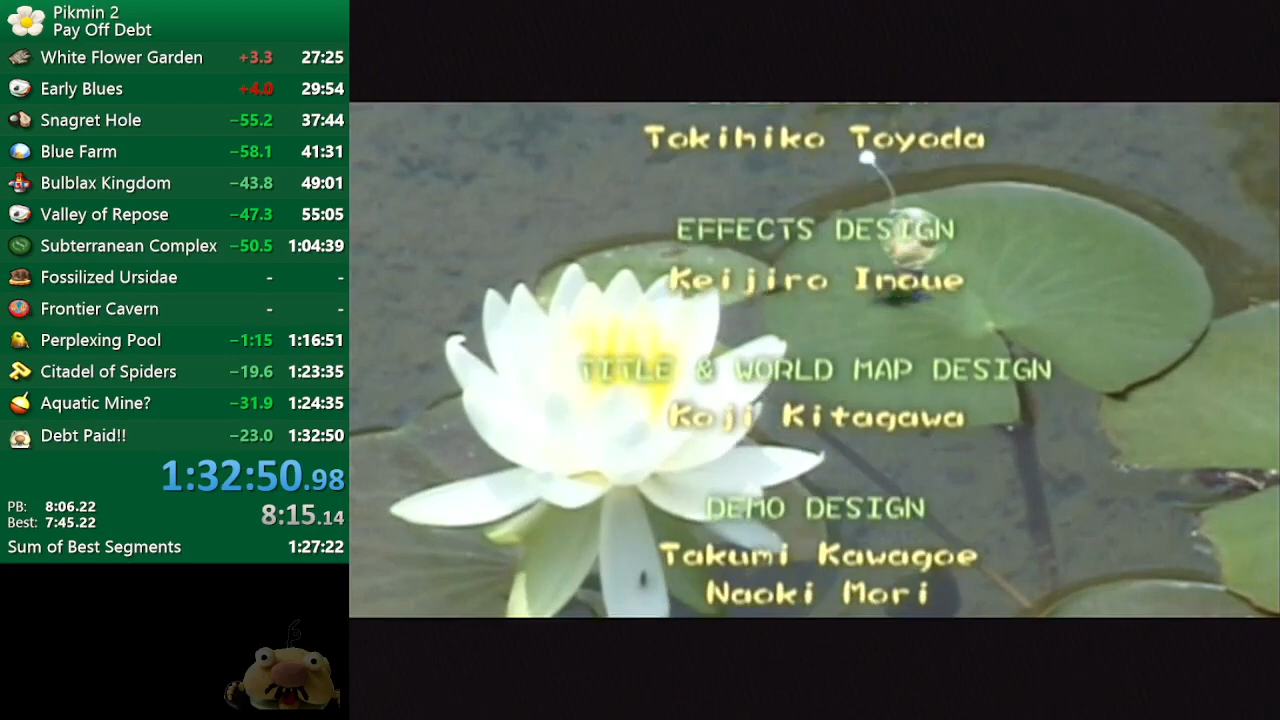 Pikmin 2
Pay Off Debt
White Flower Garden +3.3 27:25
Early Blues +4.0 29:54
Snagret Hole −55.2 37:44
Blue Farm −58.1 41:31
Bulblax Kingdom −43.8 49:01
Valley of Repose −47.3 55:05
Subterranean Complex −50.5 1:04:39
Fossilized Ursidae - -
Frontier Cavern - -
Perplexing Pool −1:15 1:16:51
Citadel of Spiders −19.6 1:23:35
Aquatic Mine? −31.9 1:24:35
Debt Paid!! −23.0 1:32:50
1:32:50.98
PB: 8:06.22
Best: 7:45.22
8:15.14
Sum of Best Segments 1:27:22
Tokihiko Toyoda
EFFECTS DESIGN
Keijiro Inoue
TITLE & WORLD MAP DESIGN
Koji Kitagawa
DEMO DESIGN
Takumi Kawagoe
Naoki Mori